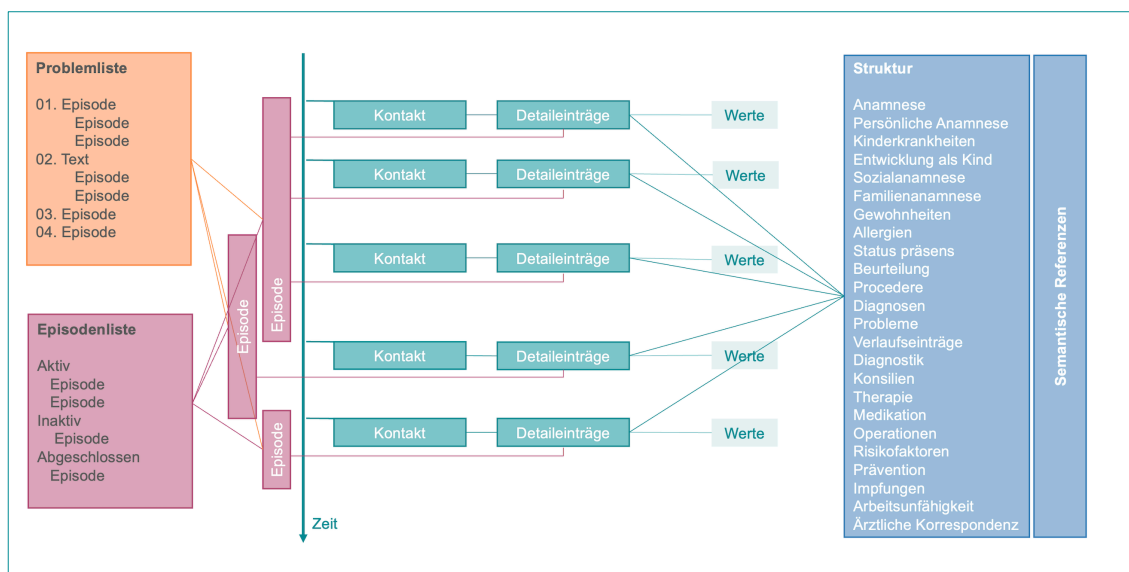 Problemliste
01. Episode
Episode
Episode
02. Text
Episode
Episode
03. Episode
04. Episode
Episodenliste
Aktiv
Episode
Episode
Inaktiv
Episode
Abgeschlossen
Episode
Episode
Episode
Episode
Zeit
Kontakt
Detaileinträge
Werte
Kontakt
Detaileinträge
Werte
Kontakt
Detaileinträge
Werte
Kontakt
Detaileinträge
Werte
Kontakt
Detaileinträge
Werte
Struktur
Anamnese
Persönliche Anamnese
Kinderkrankheiten
Entwicklung als Kind
Sozialanamnese
Familienanamnese
Gewohnheiten
Allergien
Status präsens
Beurteilung
Procedere
Diagnosen
Probleme
Verlaufseinträge
Diagnostik
Konsilien
Therapie
Medikation
Operationen
Risikofaktoren
Prävention
Impfungen
Arbeitsunfähigkeit
Ärztliche Korrespondenz
Semantische Referenzen